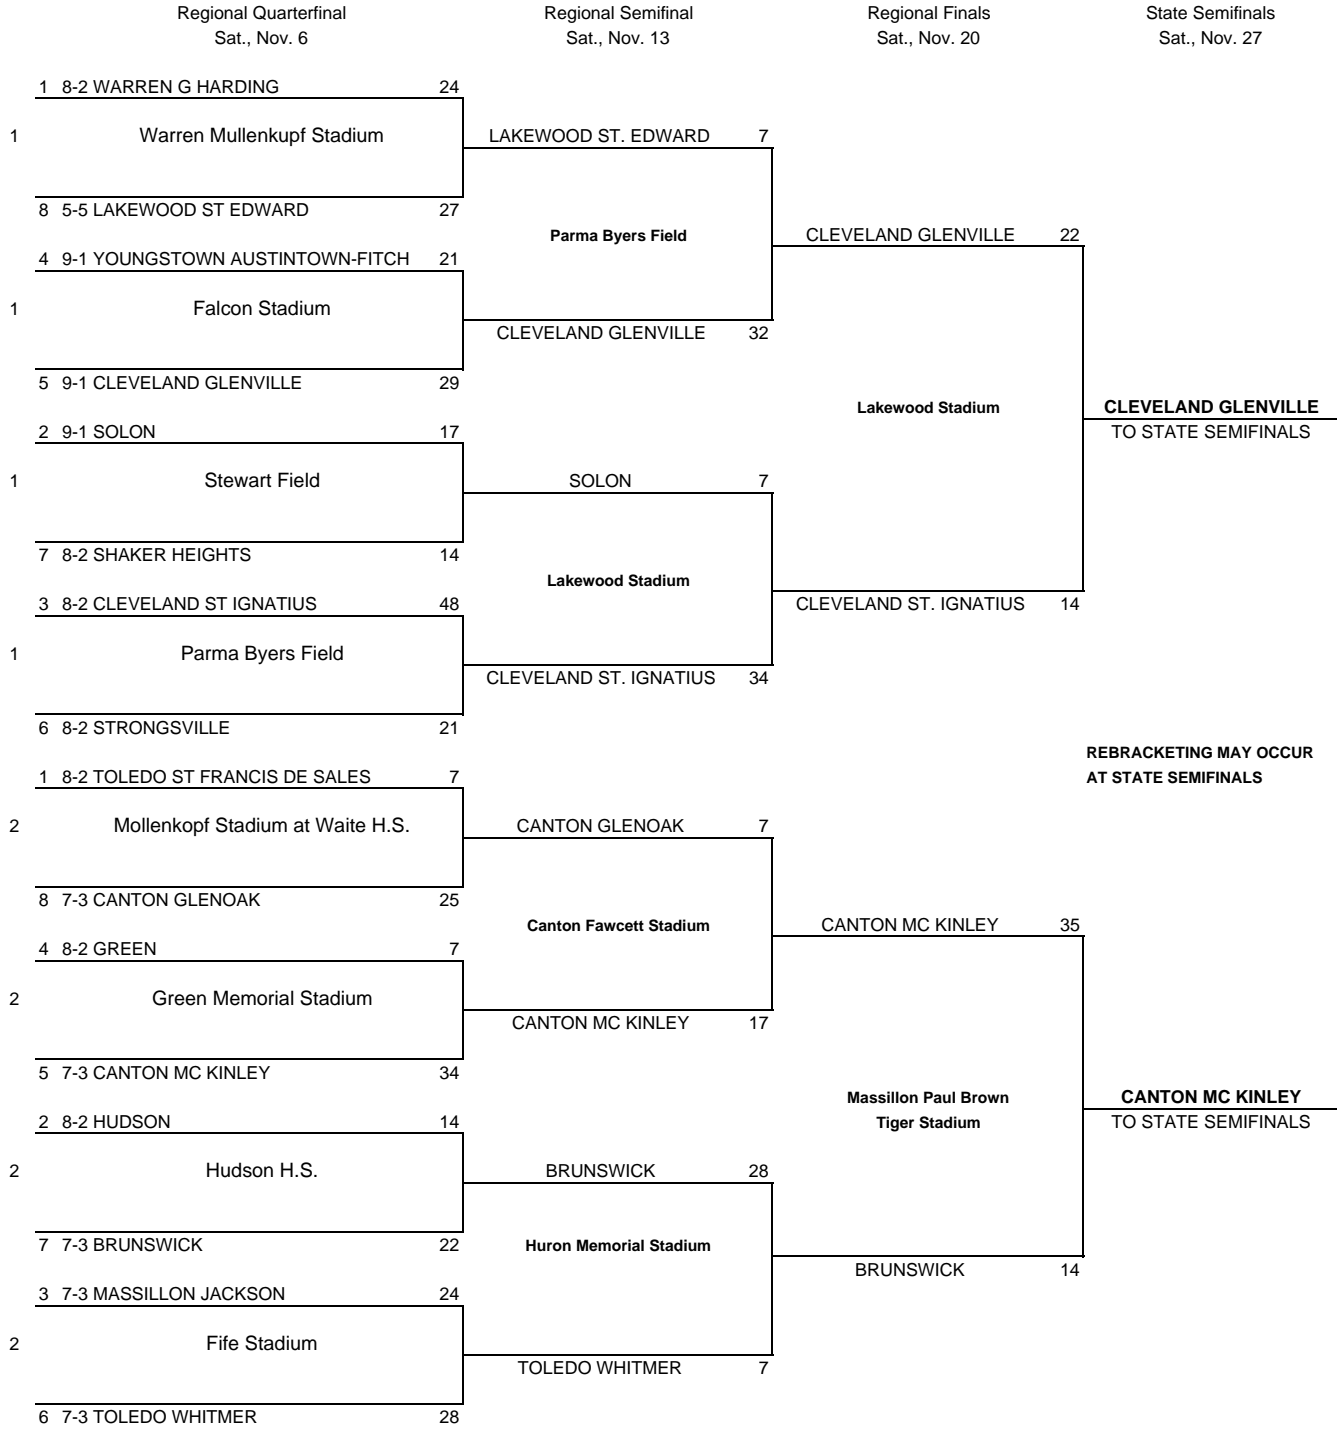 Regional Quarterfinal Regional Semifinal Regional Finals State Semifinals
Sat., Nov. 6 Sat., Nov. 13 Sat., Nov. 20 Sat., Nov. 27
1 8-2 WARREN G HARDING 24
1 Warren Mullenkupf Stadium LAKEWOOD ST. EDWARD 7
8 5-5 LAKEWOOD ST EDWARD 27
Parma Byers Field CLEVELAND GLENVILLE 22
4 9-1 YOUNGSTOWN AUSTINTOWN-FITCH 21
1 Falcon Stadium
CLEVELAND GLENVILLE 32
5 9-1 CLEVELAND GLENVILLE 29
Lakewood Stadium CLEVELAND GLENVILLE
2 9-1 SOLON 17 TO STATE SEMIFINALS
1 Stewart Field SOLON 7
7 8-2 SHAKER HEIGHTS 14
Lakewood Stadium
3 8-2 CLEVELAND ST IGNATIUS 48 CLEVELAND ST. IGNATIUS 14
1 Parma Byers Field
CLEVELAND ST. IGNATIUS 34
6 8-2 STRONGSVILLE 21
REBRACKETING MAY OCCUR
1 8-2 TOLEDO ST FRANCIS DE SALES 7 AT STATE SEMIFINALS
2 Mollenkopf Stadium at Waite H.S. CANTON GLENOAK 7
8 7-3 CANTON GLENOAK 25
Canton Fawcett Stadium CANTON MC KINLEY 35
4 8-2 GREEN 7
2 Green Memorial Stadium
CANTON MC KINLEY 17
5 7-3 CANTON MC KINLEY 34
Massillon Paul Brown CANTON MC KINLEY
2 8-2 HUDSON 14 Tiger Stadium TO STATE SEMIFINALS
2 Hudson H.S. BRUNSWICK 28
7 7-3 BRUNSWICK 22 Huron Memorial Stadium
BRUNSWICK 14
3 7-3 MASSILLON JACKSON 24
2 Fife Stadium
TOLEDO WHITMER 7
6 7-3 TOLEDO WHITMER 28